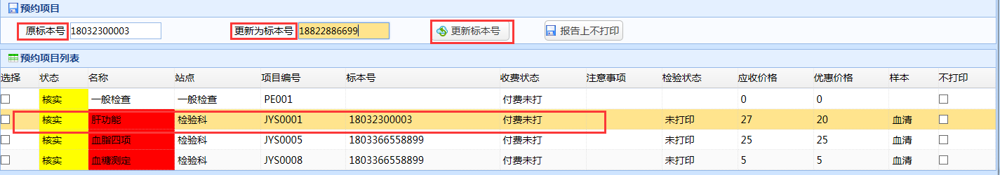 预约项目
原标本号 18032300003 更新为标本号 18822886699 更新标本号 报告上不打印
预约项目列表
选择 状态 名称 站点 项目编号 标本号 收费状态 注意事项 检验状态 应收价格 优惠价格 样本 不打印
核实 一般检查 一般检查 PE001 付费未打 0 0
核实 肝功能 检验科 JYS0001 18032300003 付费未打 未打印 27 20 血清
核实 血脂四项 检验科 JYS0005 1803366558899 付费未打 未打印 25 25 血清
核实 血糖测定 检验科 JYS0008 1803366558899 付费未打 未打印 5 5 血清